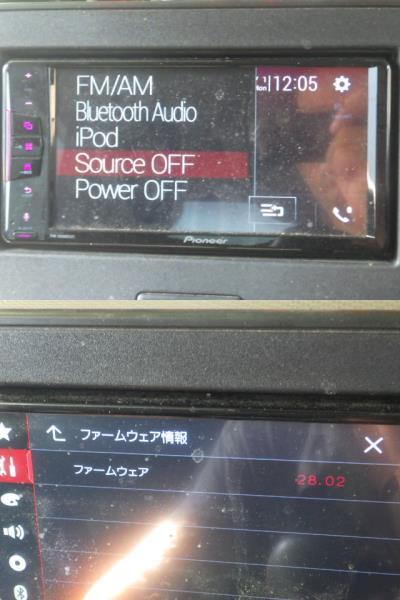 FM/AM
Bluetooth Audio
iPod
Source OFF
Power OFF
Mon 12:05
Pioneer
ファームウェア情報
ファームウェア 28.02